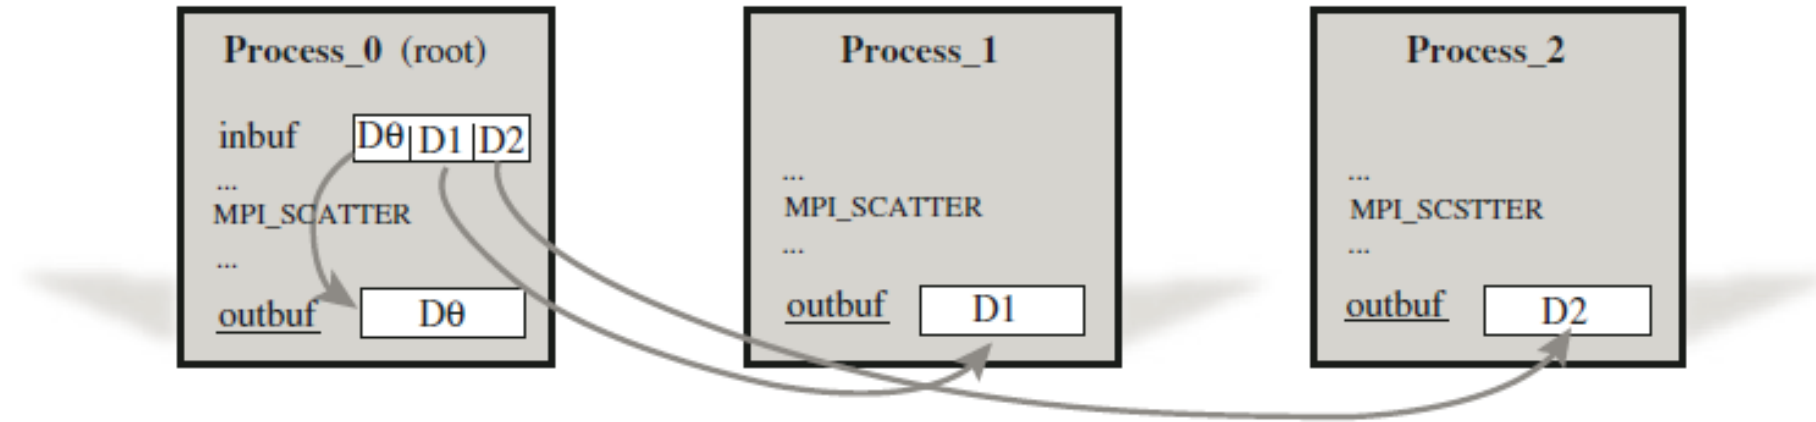 Process_0 (root)
inbuf Dθ D1 D2
...
MPI_SCATTER
...
outbuf Dθ
Process_1
...
MPI_SCATTER
...
outbuf D1
Process_2
...
MPI_SCSTTER
...
outbuf D2